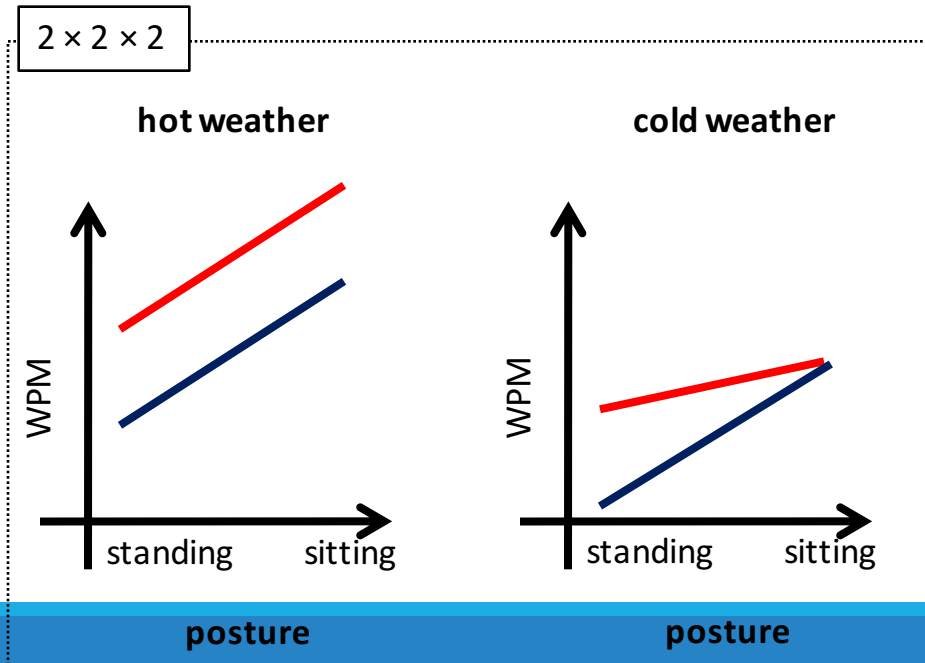 2 × 2 × 2
hot weather
cold weather
WPM
WPM
standing
sitting
standing
sitting
posture
posture